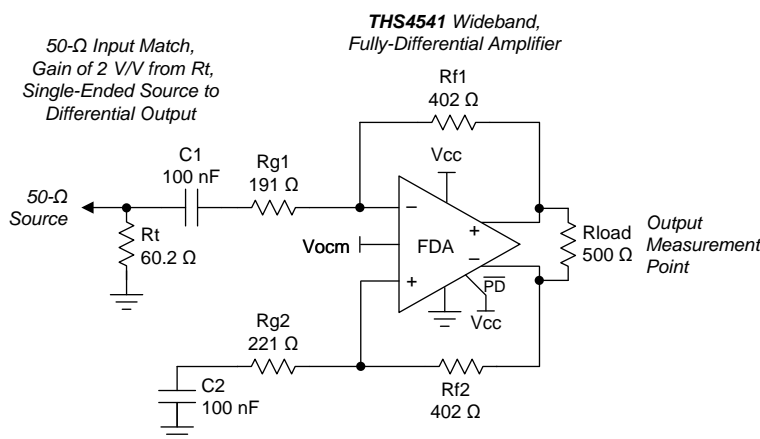 THS4541 Wideband,
Fully-Differential Amplifier
50-Ω Input Match,
Gain of 2 V/V from Rt,
Single-Ended Source to
Differential Output
Rf1
402 Ω
C1
100 nF
Rg1
191 Ω
Vcc
50-Ω
Source
Rt
60.2 Ω
Vocm
−
FDA
+
+
−
PD
Vcc
Rload
500 Ω
Output
Measurement
Point
Rg2
221 Ω
C2
100 nF
Rf2
402 Ω